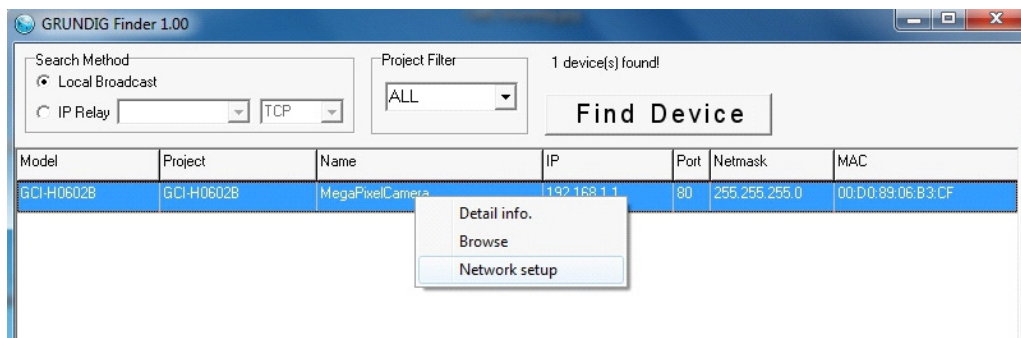 GRUNDIG Finder 1.00
Search Method
Local Broadcast
IP Relay TCP
Project Filter
ALL
1 device(s) found!
Find Device
Model Project Name IP Port Netmask MAC
GCI-H0602B GCI-H0602B MegaPixelCamera 192.168.1.1 80 255.255.255.0 00:D0:89:06:B3:CF
Detail info.
Browse
Network setup